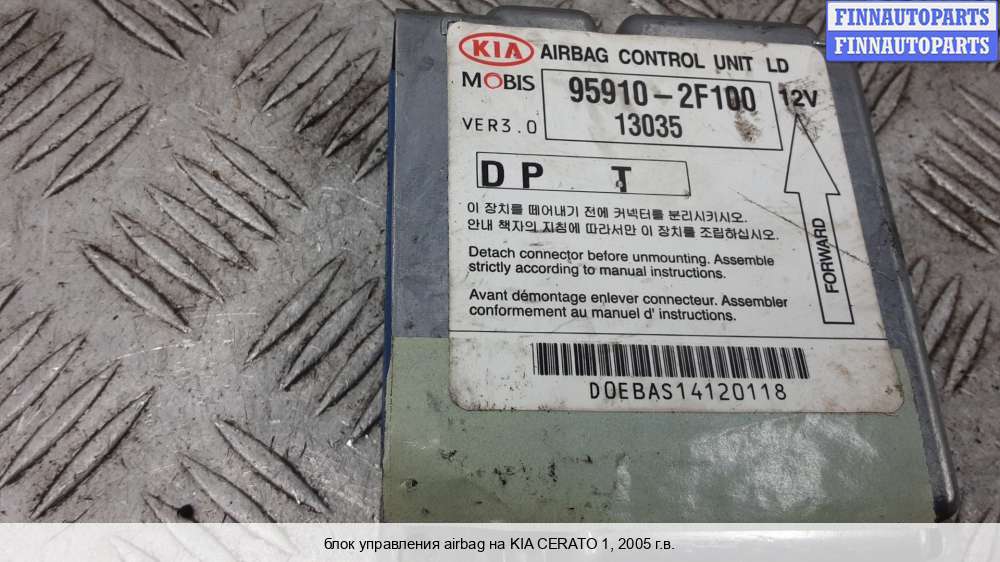 FINNAUTOPARTS
FINNAUTOPARTS
KIA AIRBAG CONTROL UNIT LD
MOBIS 95910-2F100 12V
VER3.0 13035
D P T
이 장치를 떼어내기 전에 커넥터를 분리시키시오.
안내 책자의 지침에 따라서만 이 장치를 조립하십시오.
FORWARD
Detach connector before unmounting. Assemble
strictly according to manual instructions.
Avant démontage enlever connecteur. Assembler
conformement au manuel d' instructions.
D0EBAS14120118
блок управления airbag на KIA CERATO 1, 2005 г.в.